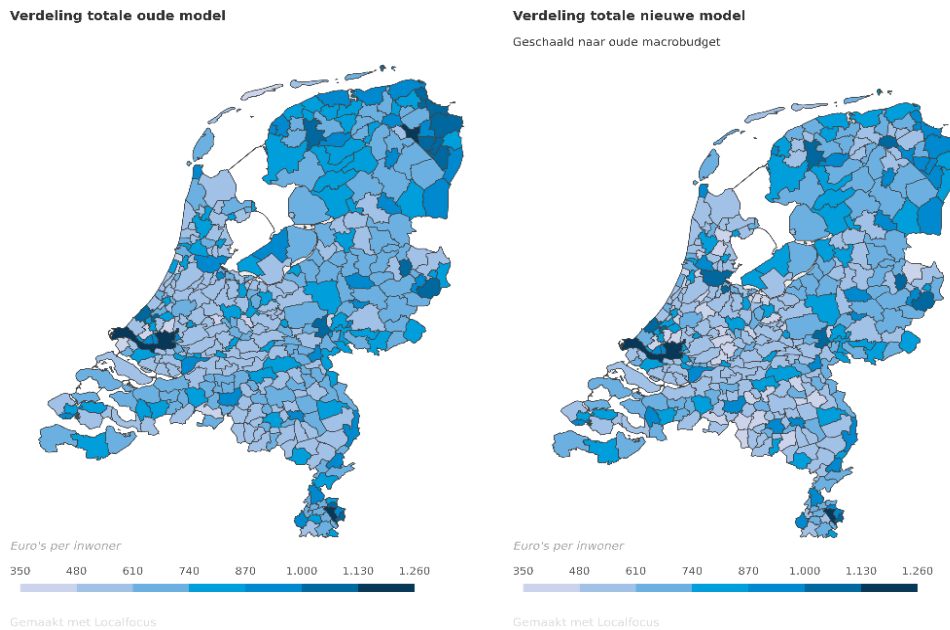 Verdeling totale oude model
Euro's per inwoner
350 480 610 740 870 1.000 1.130 1.260
Gemaakt met Localfocus
Verdeling totale nieuwe model
Geschaald naar oude macrobudget
Euro's per inwoner
350 480 610 740 870 1.000 1.130 1.260
Gemaakt met Localfocus